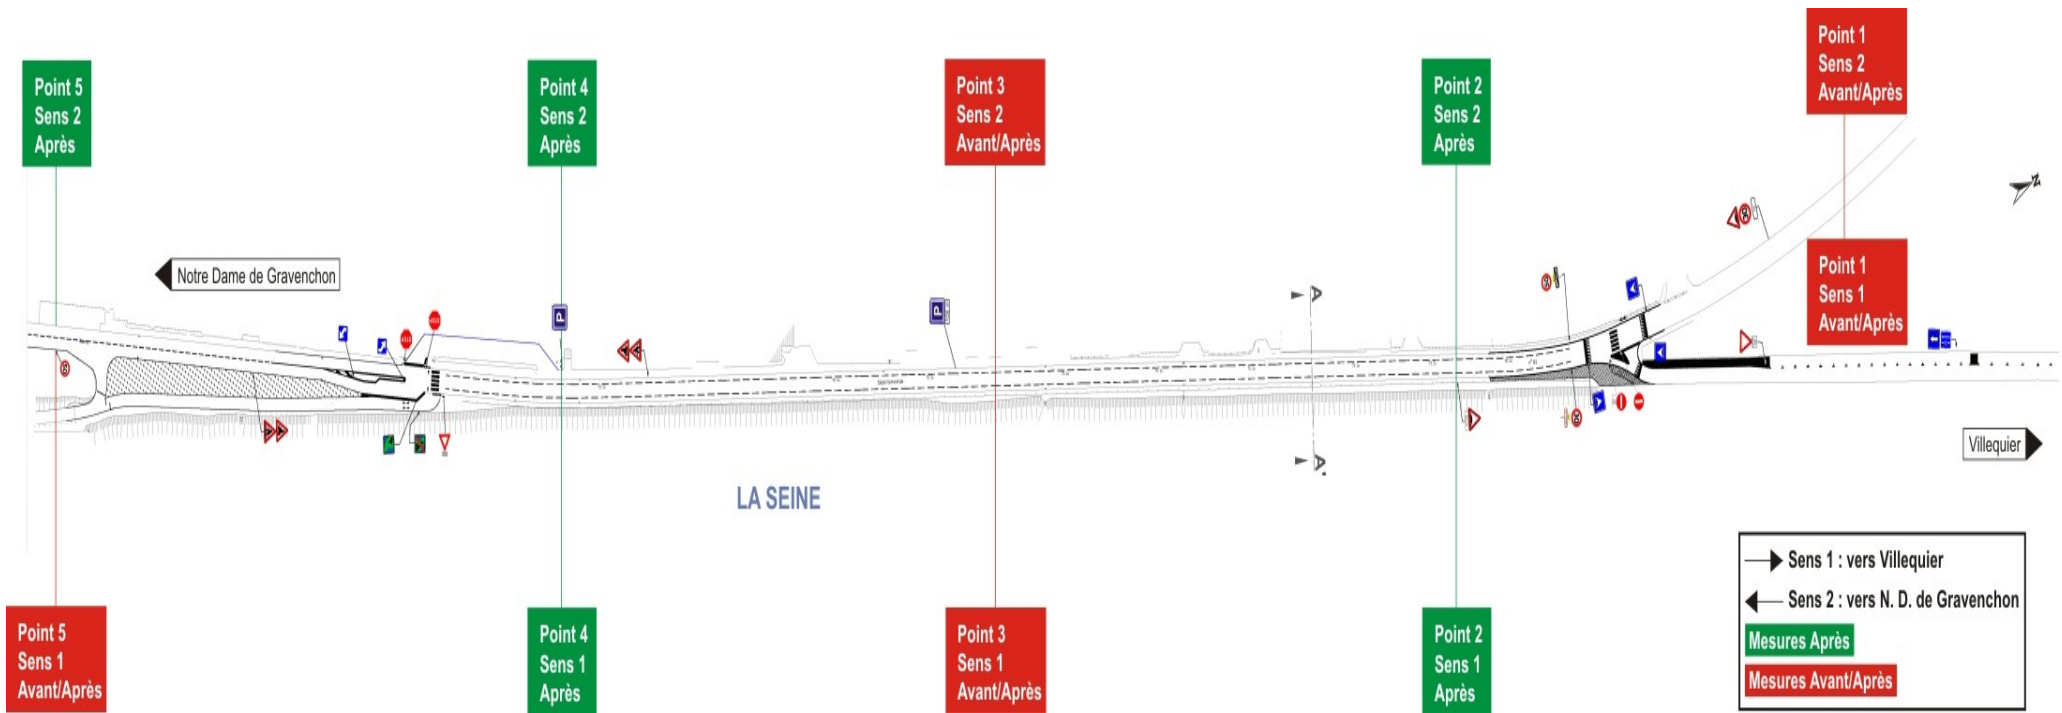 Point 5
Sens 2
Après
Point 4
Sens 2
Après
Point 3
Sens 2
Avant/Après
Point 2
Sens 2
Après
Point 1
Sens 2
Avant/Après
N
Notre Dame de Gravenchon
Point 1
Sens 1
Avant/Après
P
P
A
A
Villequier
LA SEINE
Sens 1 : vers Villequier
Sens 2 : vers N. D. de Gravenchon
Mesures Après
Mesures Avant/Après
Point 5
Sens 1
Avant/Après
Point 4
Sens 1
Après
Point 3
Sens 1
Avant/Après
Point 2
Sens 1
Après